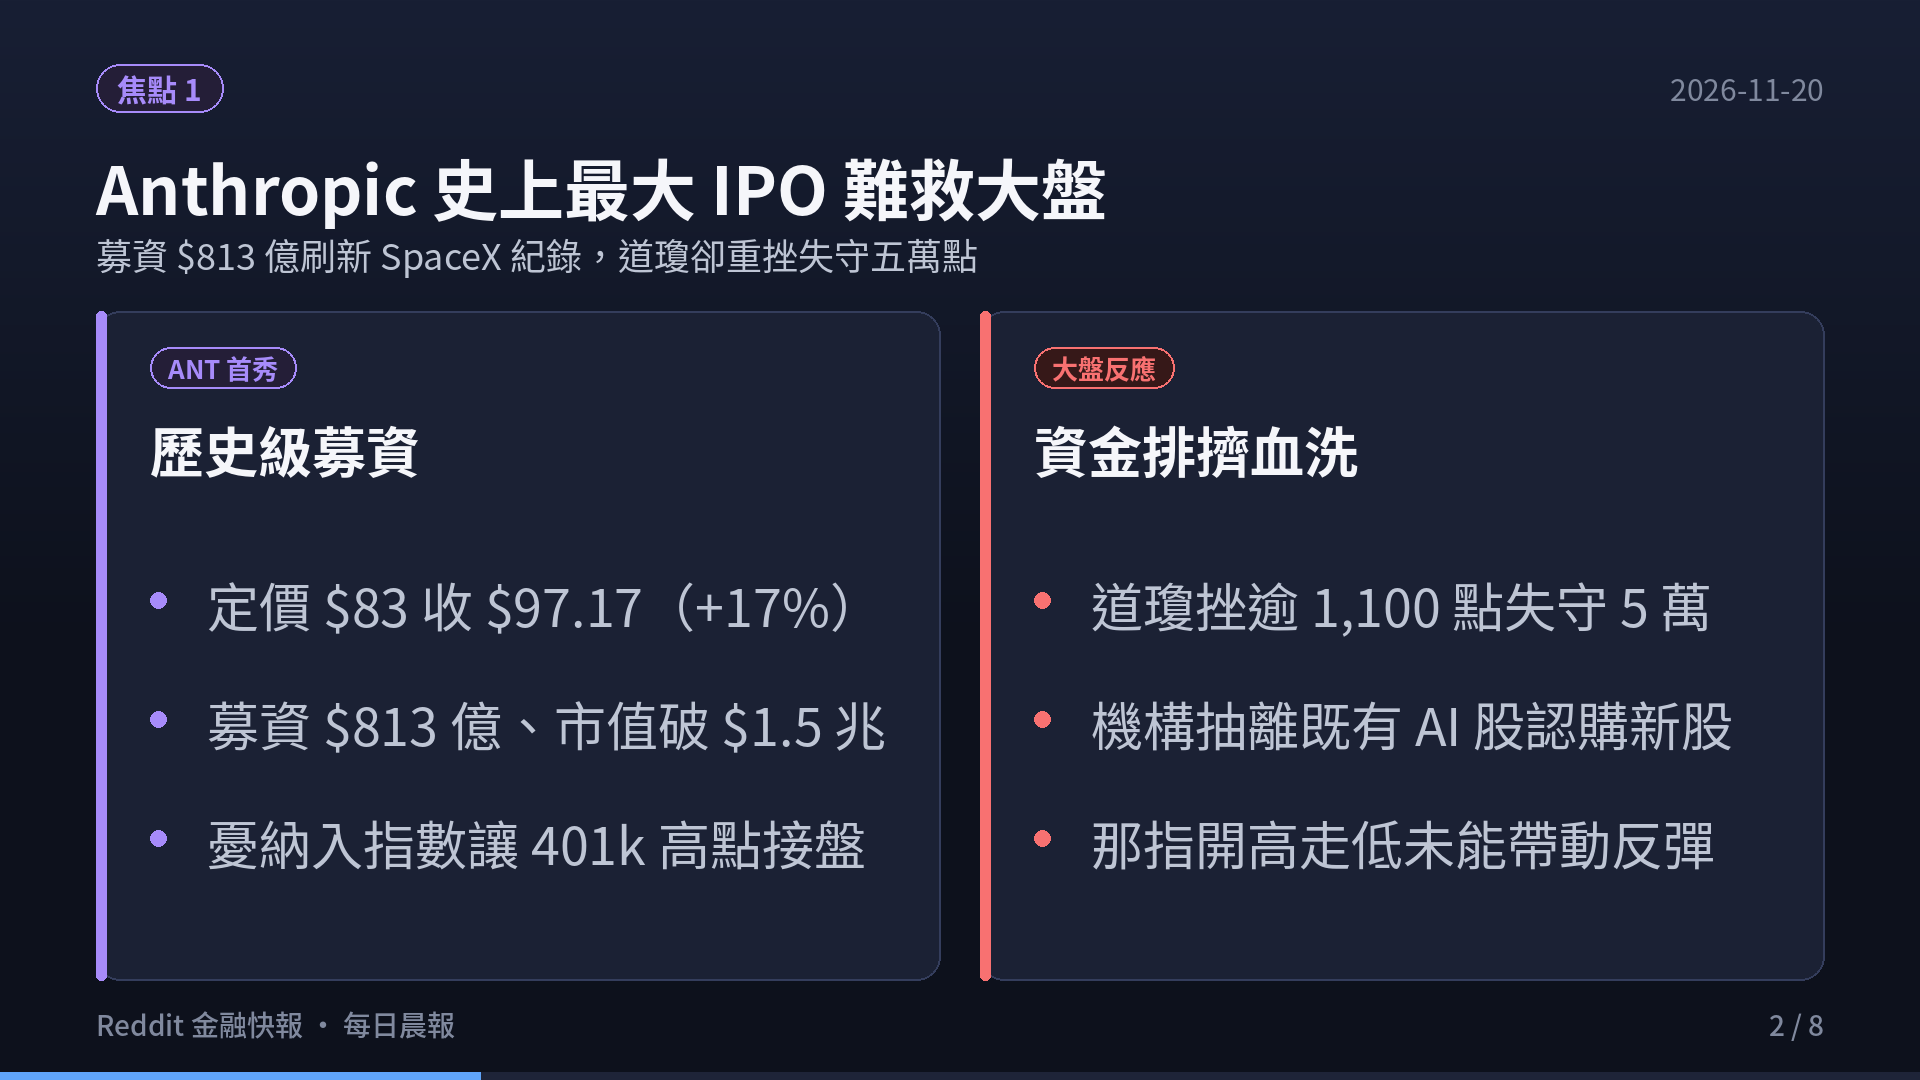 焦點 1
2026-11-20
Anthropic 史上最大 IPO 難救大盤
募資 $813 億刷新 SpaceX 紀錄，道瓊卻重挫失守五萬點
ANT 首秀
歷史級募資
定價 $83 收 $97.17（+17%）
募資 $813 億、市值破 $1.5 兆
憂納入指數讓 401k 高點接盤
大盤反應
資金排擠血洗
道瓊挫逾 1,100 點失守 5 萬
機構抽離既有 AI 股認購新股
那指開高走低未能帶動反彈
Reddit 金融快報 • 每日晨報
2 / 8